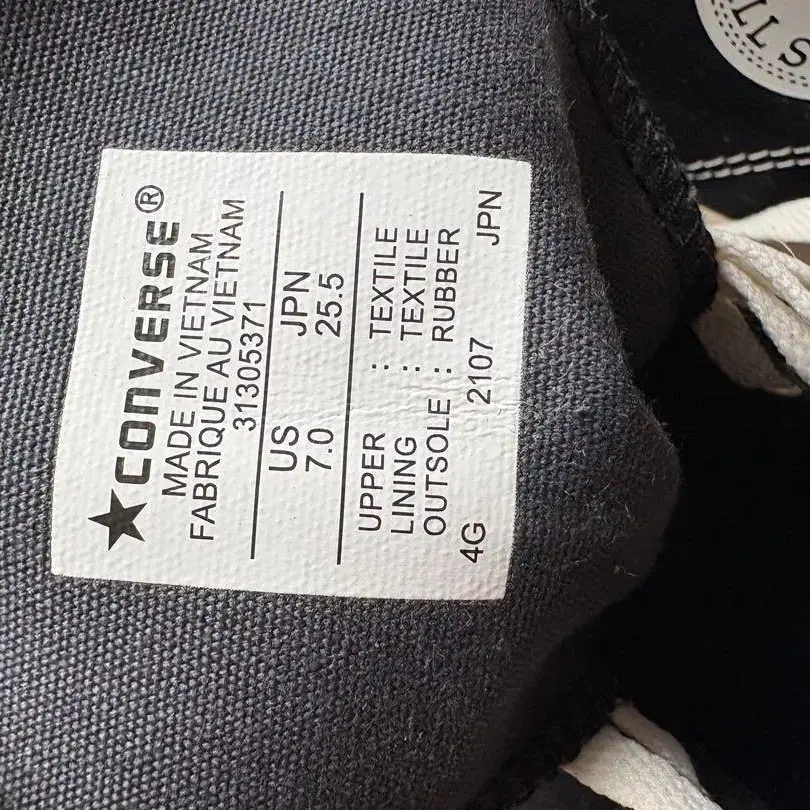 ★CONVERSE®
MADE IN VIETNAM
FABRIQUE AU VIETNAM
31305371
US JPN
7.0 25.5
UPPER : TEXTILE
LINING : TEXTILE
OUTSOLE : RUBBER
4G 2107 JPN